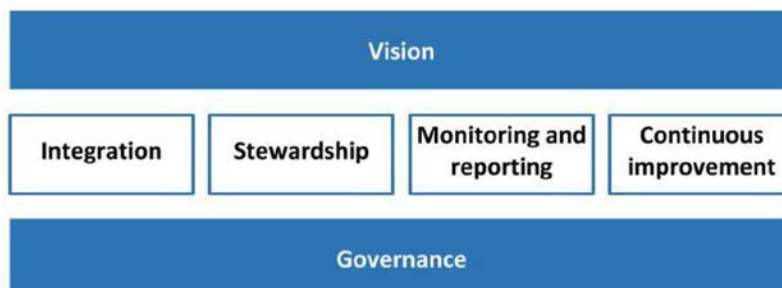 Vision
Integration
Stewardship
Monitoring and
reporting
Continuous
improvement
Governance